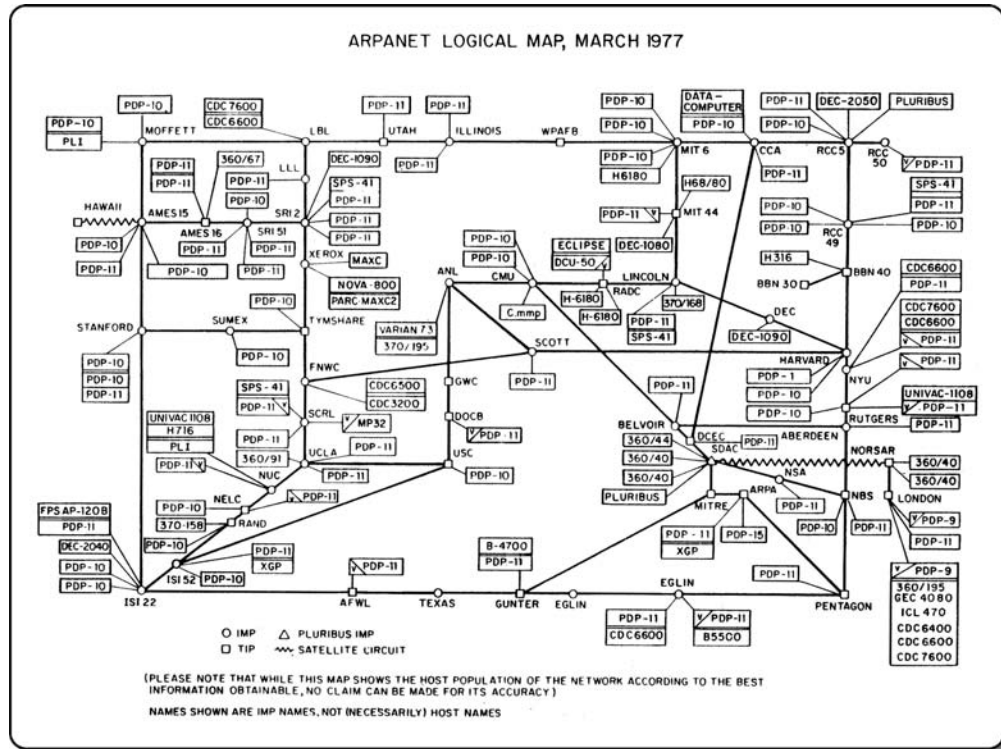 ARPANET LOGICAL MAP, MARCH 1977
PDP-10
PLI
PDP-10
MOFFETT
CDC 7600
CDC 6600
LBL
PDP-11
UTAH
PDP-11
ILLINOIS
PDP-11
WPAFB
PDP-10
PDP-10
MIT 6
PDP-10
H6180
DATA-
COMPUTER
PDP-10
CCA
PDP-11
PDP-11
PDP-10
DEC-2050
PLURIBUS
RCC5
RCC
50
PDP-11
LLL
PDP-11
PDP-11
PDP-11
360/67
HAWAII
AMES15
PDP-10
PDP-11
PDP-10
AMES 16
PDP-11
PDP-10
SRI 51
PDP-11
PDP-11
SRI 2
DEC-1090
SPS-41
PDP-11
PDP-11
PDP-11
H68/80
PDP-11
MIT 44
DEC-1080
SPS-41
PDP-11
PDP-10
PDP-10
RCC
49
XEROX
MAXC
NOVA-800
PARC-MAXC2
ANL
VARIAN 73
370/195
PDP-10
PDP-10
CMU
C.mmp
ECLIPSE
DCU-50
RADC
H-6180
H-6180
LINCOLN
370/168
PDP-11
SPS-41
H316
BBN 40
BBN 30
STANFORD
PDP-10
PDP-10
PDP-11
SUMEX
PDP-10
PDP-10
TYMSHARE
DEC
DEC-1090
CDC6600
PDP-11
CDC7600
CDC6600
PDP-11
PDP-11
HARVARD
PDP-1
PDP-10
PDP-10
NYU
SCOTT
PDP-11
FNWC
CDC6500
CDC3200
GWC
SPS-41
PDP-11
SCRL
MP32
DOCB
PDP-11
PDP-11
BELVOIR
UNIVAC-1108
PDP-11
RUTGERS
PDP-11
ABERDEEN
UNIVAC 1108
H716
PLI
PDP-11
NUC
PDP-11
360/91
UCLA
PDP-11
PDP-11
USC
PDP-10
DCEC
PDP-11
360/44
SDAC
360/40
360/40
PLURIBUS
NORSAR
360/40
360/40
NSA
PDP-11
NELC
PDP-10
PDP-11
370-158
RAND
PDP-10
MITRE
ARPA
PDP-11
XGP
PDP-15
NBS
PDP-10
PDP-11
LONDON
PDP-9
PDP-11
FPS AP-120B
PDP-11
DEC-2040
PDP-10
PDP-10
ISI 22
ISI 52
PDP-11
XGP
PDP-10
PDP-11
AFWL
TEXAS
B-4700
PDP-11
GUNTER
EGLIN
EGLIN
PDP-11
CDC6600
PDP-11
B5500
PDP-11
PENTAGON
PDP-9
360/195
GEC 4080
ICL 470
CDC6400
CDC6600
CDC7600
IMP
PLURIBUS IMP
TIP
SATELLITE CIRCUIT
(PLEASE NOTE THAT WHILE THIS MAP SHOWS THE HOST POPULATION OF THE NETWORK ACCORDING TO THE BEST
INFORMATION OBTAINABLE, NO CLAIM CAN BE MADE FOR ITS ACCURACY)
NAMES SHOWN ARE IMP NAMES, NOT (NECESSARILY) HOST NAMES